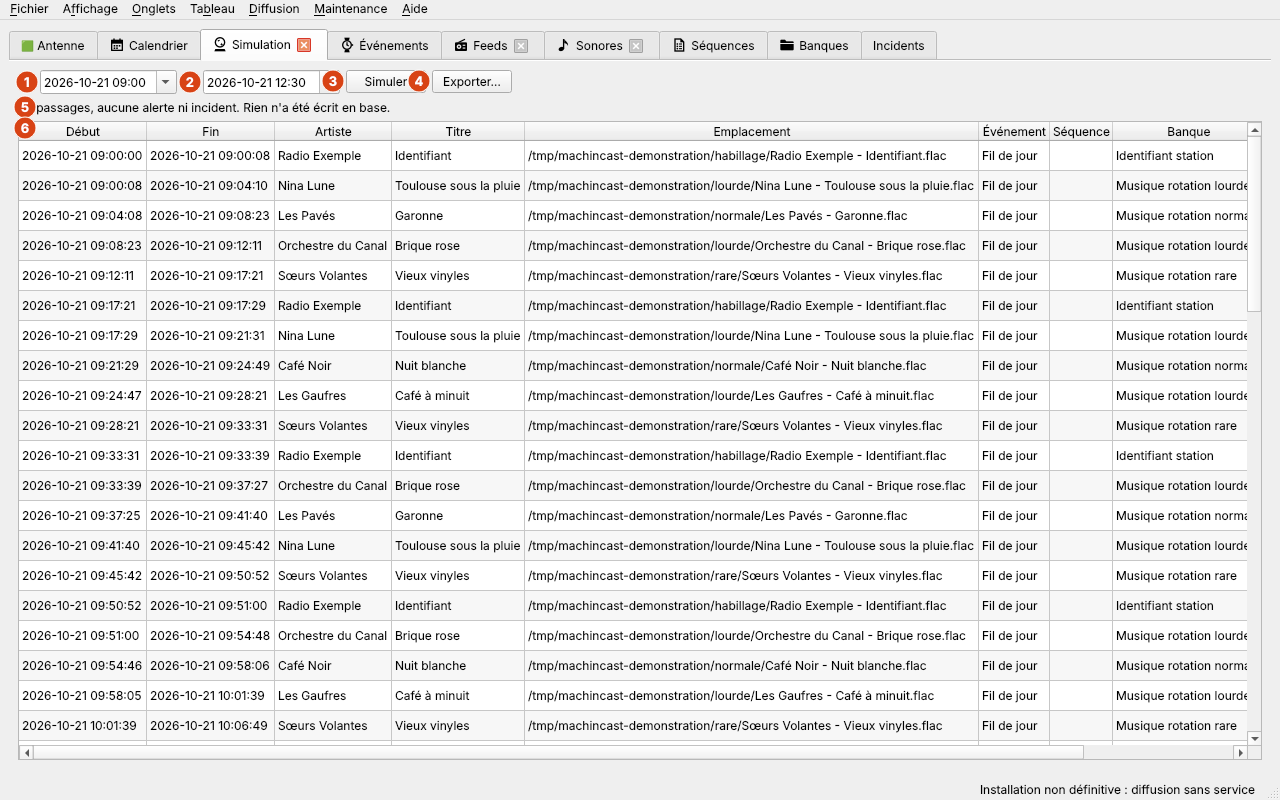 Fichier Affichage Onglets Tableau Diffusion Maintenance Aide
Antenne Calendrier Simulation Événements Feeds Sonores Séquences Banques Incidents
1 2026-10-21 09:00 2 2026-10-21 12:30 3 Simuler 4 Exporter...
5 passages, aucune alerte ni incident. Rien n'a été écrit en base.
6 Début Fin Artiste Titre Emplacement Événement Séquence Banque
2026-10-21 09:00:00 2026-10-21 09:00:08 Radio Exemple Identifiant /tmp/machincast-demonstration/habillage/Radio Exemple - Identifiant.flac Fil de jour Identifiant station
2026-10-21 09:00:08 2026-10-21 09:04:10 Nina Lune Toulouse sous la pluie /tmp/machincast-demonstration/lourde/Nina Lune - Toulouse sous la pluie.flac Fil de jour Musique rotation lourde
2026-10-21 09:04:08 2026-10-21 09:08:23 Les Pavés Garonne /tmp/machincast-demonstration/normale/Les Pavés - Garonne.flac Fil de jour Musique rotation norma
2026-10-21 09:08:23 2026-10-21 09:12:11 Orchestre du Canal Brique rose /tmp/machincast-demonstration/lourde/Orchestre du Canal - Brique rose.flac Fil de jour Musique rotation lourde
2026-10-21 09:12:11 2026-10-21 09:17:21 Sœurs Volantes Vieux vinyles /tmp/machincast-demonstration/rare/Sœurs Volantes - Vieux vinyles.flac Fil de jour Musique rotation rare
2026-10-21 09:17:21 2026-10-21 09:17:29 Radio Exemple Identifiant /tmp/machincast-demonstration/habillage/Radio Exemple - Identifiant.flac Fil de jour Identifiant station
2026-10-21 09:17:29 2026-10-21 09:21:31 Nina Lune Toulouse sous la pluie /tmp/machincast-demonstration/lourde/Nina Lune - Toulouse sous la pluie.flac Fil de jour Musique rotation lourde
2026-10-21 09:21:29 2026-10-21 09:24:49 Café Noir Nuit blanche /tmp/machincast-demonstration/normale/Café Noir - Nuit blanche.flac Fil de jour Musique rotation norma
2026-10-21 09:24:47 2026-10-21 09:28:21 Les Gaufres Café à minuit /tmp/machincast-demonstration/lourde/Les Gaufres - Café à minuit.flac Fil de jour Musique rotation lourde
2026-10-21 09:28:21 2026-10-21 09:33:31 Sœurs Volantes Vieux vinyles /tmp/machincast-demonstration/rare/Sœurs Volantes - Vieux vinyles.flac Fil de jour Musique rotation rare
2026-10-21 09:33:31 2026-10-21 09:33:39 Radio Exemple Identifiant /tmp/machincast-demonstration/habillage/Radio Exemple - Identifiant.flac Fil de jour Identifiant station
2026-10-21 09:33:39 2026-10-21 09:37:27 Orchestre du Canal Brique rose /tmp/machincast-demonstration/lourde/Orchestre du Canal - Brique rose.flac Fil de jour Musique rotation lourde
2026-10-21 09:37:25 2026-10-21 09:41:40 Les Pavés Garonne /tmp/machincast-demonstration/normale/Les Pavés - Garonne.flac Fil de jour Musique rotation norma
2026-10-21 09:41:40 2026-10-21 09:45:42 Nina Lune Toulouse sous la pluie /tmp/machincast-demonstration/lourde/Nina Lune - Toulouse sous la pluie.flac Fil de jour Musique rotation lourde
2026-10-21 09:45:42 2026-10-21 09:50:52 Sœurs Volantes Vieux vinyles /tmp/machincast-demonstration/rare/Sœurs Volantes - Vieux vinyles.flac Fil de jour Musique rotation rare
2026-10-21 09:50:52 2026-10-21 09:51:00 Radio Exemple Identifiant /tmp/machincast-demonstration/habillage/Radio Exemple - Identifiant.flac Fil de jour Identifiant station
2026-10-21 09:51:00 2026-10-21 09:54:48 Orchestre du Canal Brique rose /tmp/machincast-demonstration/lourde/Orchestre du Canal - Brique rose.flac Fil de jour Musique rotation lourde
2026-10-21 09:54:46 2026-10-21 09:58:06 Café Noir Nuit blanche /tmp/machincast-demonstration/normale/Café Noir - Nuit blanche.flac Fil de jour Musique rotation norma
2026-10-21 09:58:05 2026-10-21 10:01:39 Les Gaufres Café à minuit /tmp/machincast-demonstration/lourde/Les Gaufres - Café à minuit.flac Fil de jour Musique rotation lourde
2026-10-21 10:01:39 2026-10-21 10:06:49 Sœurs Volantes Vieux vinyles /tmp/machincast-demonstration/rare/Sœurs Volantes - Vieux vinyles.flac Fil de jour Musique rotation rare
Installation non définitive : diffusion sans service